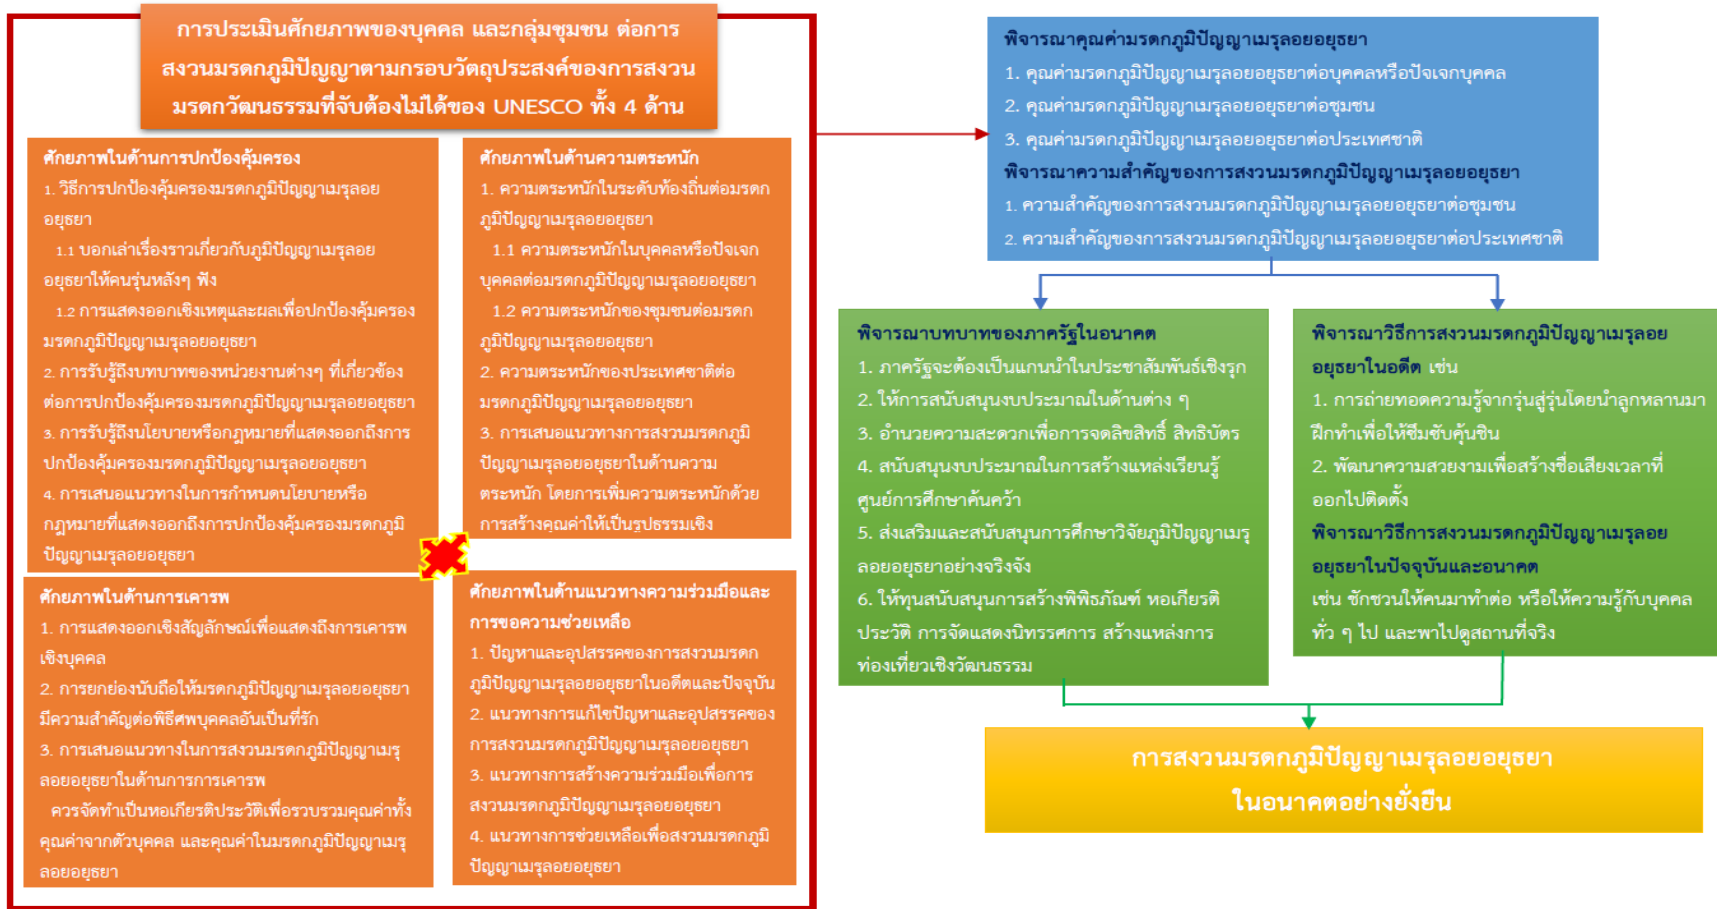 การประเมินศักยภาพของบุคคล และกลุ่มชุมชน ต่อการ
สงวนมรดกภูมิปัญญาตามกรอบวัตถุประสงค์ของการสงวน
มรดกวัฒนธรรมที่จับต้องไม่ได้ของ UNESCO ทั้ง 4 ด้าน
ศักยภาพในด้านการปกป้องคุ้มครอง
1. วิธีการปกป้องคุ้มครองมรดกภูมิปัญญาเมรุลอย
อยุธยา
1.1 บอกเล่าเรื่องราวเกี่ยวกับภูมิปัญญาเมรุลอย
อยุธยาให้คนรุ่นหลังๆ ฟัง
1.2 การแสดงออกเชิงเหตุและผลเพื่อปกป้องคุ้มครอง
มรดกภูมิปัญญาเมรุลอยอยุธยา
2. การรับรู้ถึงบทบาทของหน่วยงานต่างๆ ที่เกี่ยวข้อง
ต่อการปกป้องคุ้มครองมรดกภูมิปัญญาเมรุลอยอยุธยา
3. การรับรู้ถึงนโยบายหรือกฎหมายที่แสดงออกถึงการ
ปกป้องคุ้มครองมรดกภูมิปัญญาเมรุลอยอยุธยา
4. การเสนอแนวทางในการกำหนดนโยบายหรือ
กฎหมายที่แสดงออกถึงการปกป้องคุ้มครองมรดกภูมิ
ปัญญาเมรุลอยอยุธยา
ศักยภาพในด้านความตระหนัก
1. ความตระหนักในระดับท้องถิ่นต่อมรดก
ภูมิปัญญาเมรุลอยอยุธยา
1.1 ความตระหนักในบุคคลหรือปัจเจก
บุคคลต่อมรดกภูมิปัญญาเมรุลอยอยุธยา
1.2 ความตระหนักของชุมชนต่อมรดก
ภูมิปัญญาเมรุลอยอยุธยา
2. ความตระหนักของประเทศชาติต่อ
มรดกภูมิปัญญาเมรุลอยอยุธยา
3. การเสนอแนวทางการสงวนมรดกภูมิ
ปัญญาเมรุลอยอยุธยาในด้านความ
ตระหนัก โดยการเพิ่มความตระหนักด้วย
การสร้างคุณค่าให้เป็นรูปธรรมเชิง
ศักยภาพในด้านการเคารพ
1. การแสดงออกเชิงสัญลักษณ์เพื่อแสดงถึงการเคารพ
เชิงบุคคล
2. การยกย่องนับถือให้มรดกภูมิปัญญาเมรุลอยอยุธยา
มีความสำคัญต่อพิธีศพบุคคลอันเป็นที่รัก
3. การเสนอแนวทางในการสงวนมรดกภูมิปัญญาเมรุ
ลอยอยุธยาในด้านการการเคารพ
ควรจัดทำเป็นหอเกียรติประวัติเพื่อรวบรวมคุณค่าทั้ง
คุณค่าจากตัวบุคคล และคุณค่าในมรดกภูมิปัญญาเมรุ
ลอยอยุธยา
ศักยภาพในด้านแนวทางความร่วมมือและ
การขอความช่วยเหลือ
1. ปัญหาและอุปสรรคของการสงวนมรดก
ภูมิปัญญาเมรุลอยอยุธยาในอดีตและปัจจุบัน
2. แนวทางการแก้ไขปัญหาและอุปสรรคของ
การสงวนมรดกภูมิปัญญาเมรุลอยอยุธยา
3. แนวทางการสร้างความร่วมมือเพื่อการ
สงวนมรดกภูมิปัญญาเมรุลอยอยุธยา
4. แนวทางการช่วยเหลือเพื่อสงวนมรดกภูมิ
ปัญญาเมรุลอยอยุธยา
พิจารณาคุณค่ามรดกภูมิปัญญาเมรุลอยอยุธยา
1. คุณค่ามรดกภูมิปัญญาเมรุลอยอยุธยาต่อบุคคลหรือปัจเจกบุคคล
2. คุณค่ามรดกภูมิปัญญาเมรุลอยอยุธยาต่อชุมชน
3. คุณค่ามรดกภูมิปัญญาเมรุลอยอยุธยาต่อประเทศชาติ
พิจารณาความสำคัญของการสงวนมรดกภูมิปัญญาเมรุลอยอยุธยา
1. ความสำคัญของการสงวนมรดกภูมิปัญญาเมรุลอยอยุธยาต่อชุมชน
2. ความสำคัญของการสงวนมรดกภูมิปัญญาเมรุลอยอยุธยาต่อประเทศชาติ
พิจารณาบทบาทของภาครัฐในอนาคต
1. ภาครัฐจะต้องเป็นแกนนำในประชาสัมพันธ์เชิงรุก
2. ให้การสนับสนุนงบประมาณในด้านต่าง ๆ
3. อำนวยความสะดวกเพื่อการจดลิขสิทธิ์ สิทธิบัตร
4. สนับสนุนงบประมาณในการสร้างแหล่งเรียนรู้
ศูนย์การศึกษาค้นคว้า
5. ส่งเสริมและสนับสนุนการศึกษาวิจัยภูมิปัญญาเมรุ
ลอยอยุธยาอย่างจริงจัง
6. ให้ทุนสนับสนุนการสร้างพิพิธภัณฑ์ หอเกียรติ
ประวัติ การจัดแสดงนิทรรศการ สร้างแหล่งการ
ท่องเที่ยวเชิงวัฒนธรรม
พิจารณาวิธีการสงวนมรดกภูมิปัญญาเมรุลอย
อยุธยาในอดีต เช่น
1. การถ่ายทอดความรู้จากรุ่นสู่รุ่นโดยนำลูกหลานมา
ฝึกทำเพื่อให้ซึมซับคุ้นชิน
2. พัฒนาความสวยงามเพื่อสร้างชื่อเสียงเวลาที่
ออกไปติดตั้ง
พิจารณาวิธีการสงวนมรดกภูมิปัญญาเมรุลอย
อยุธยาในปัจจุบันและอนาคต
เช่น ชักชวนให้คนมาทำต่อ หรือให้ความรู้กับบุคคล
ทั่ว ๆ ไป และพาไปดูสถานที่จริง
การสงวนมรดกภูมิปัญญาเมรุลอยอยุธยา
ในอนาคตอย่างยั่งยืน